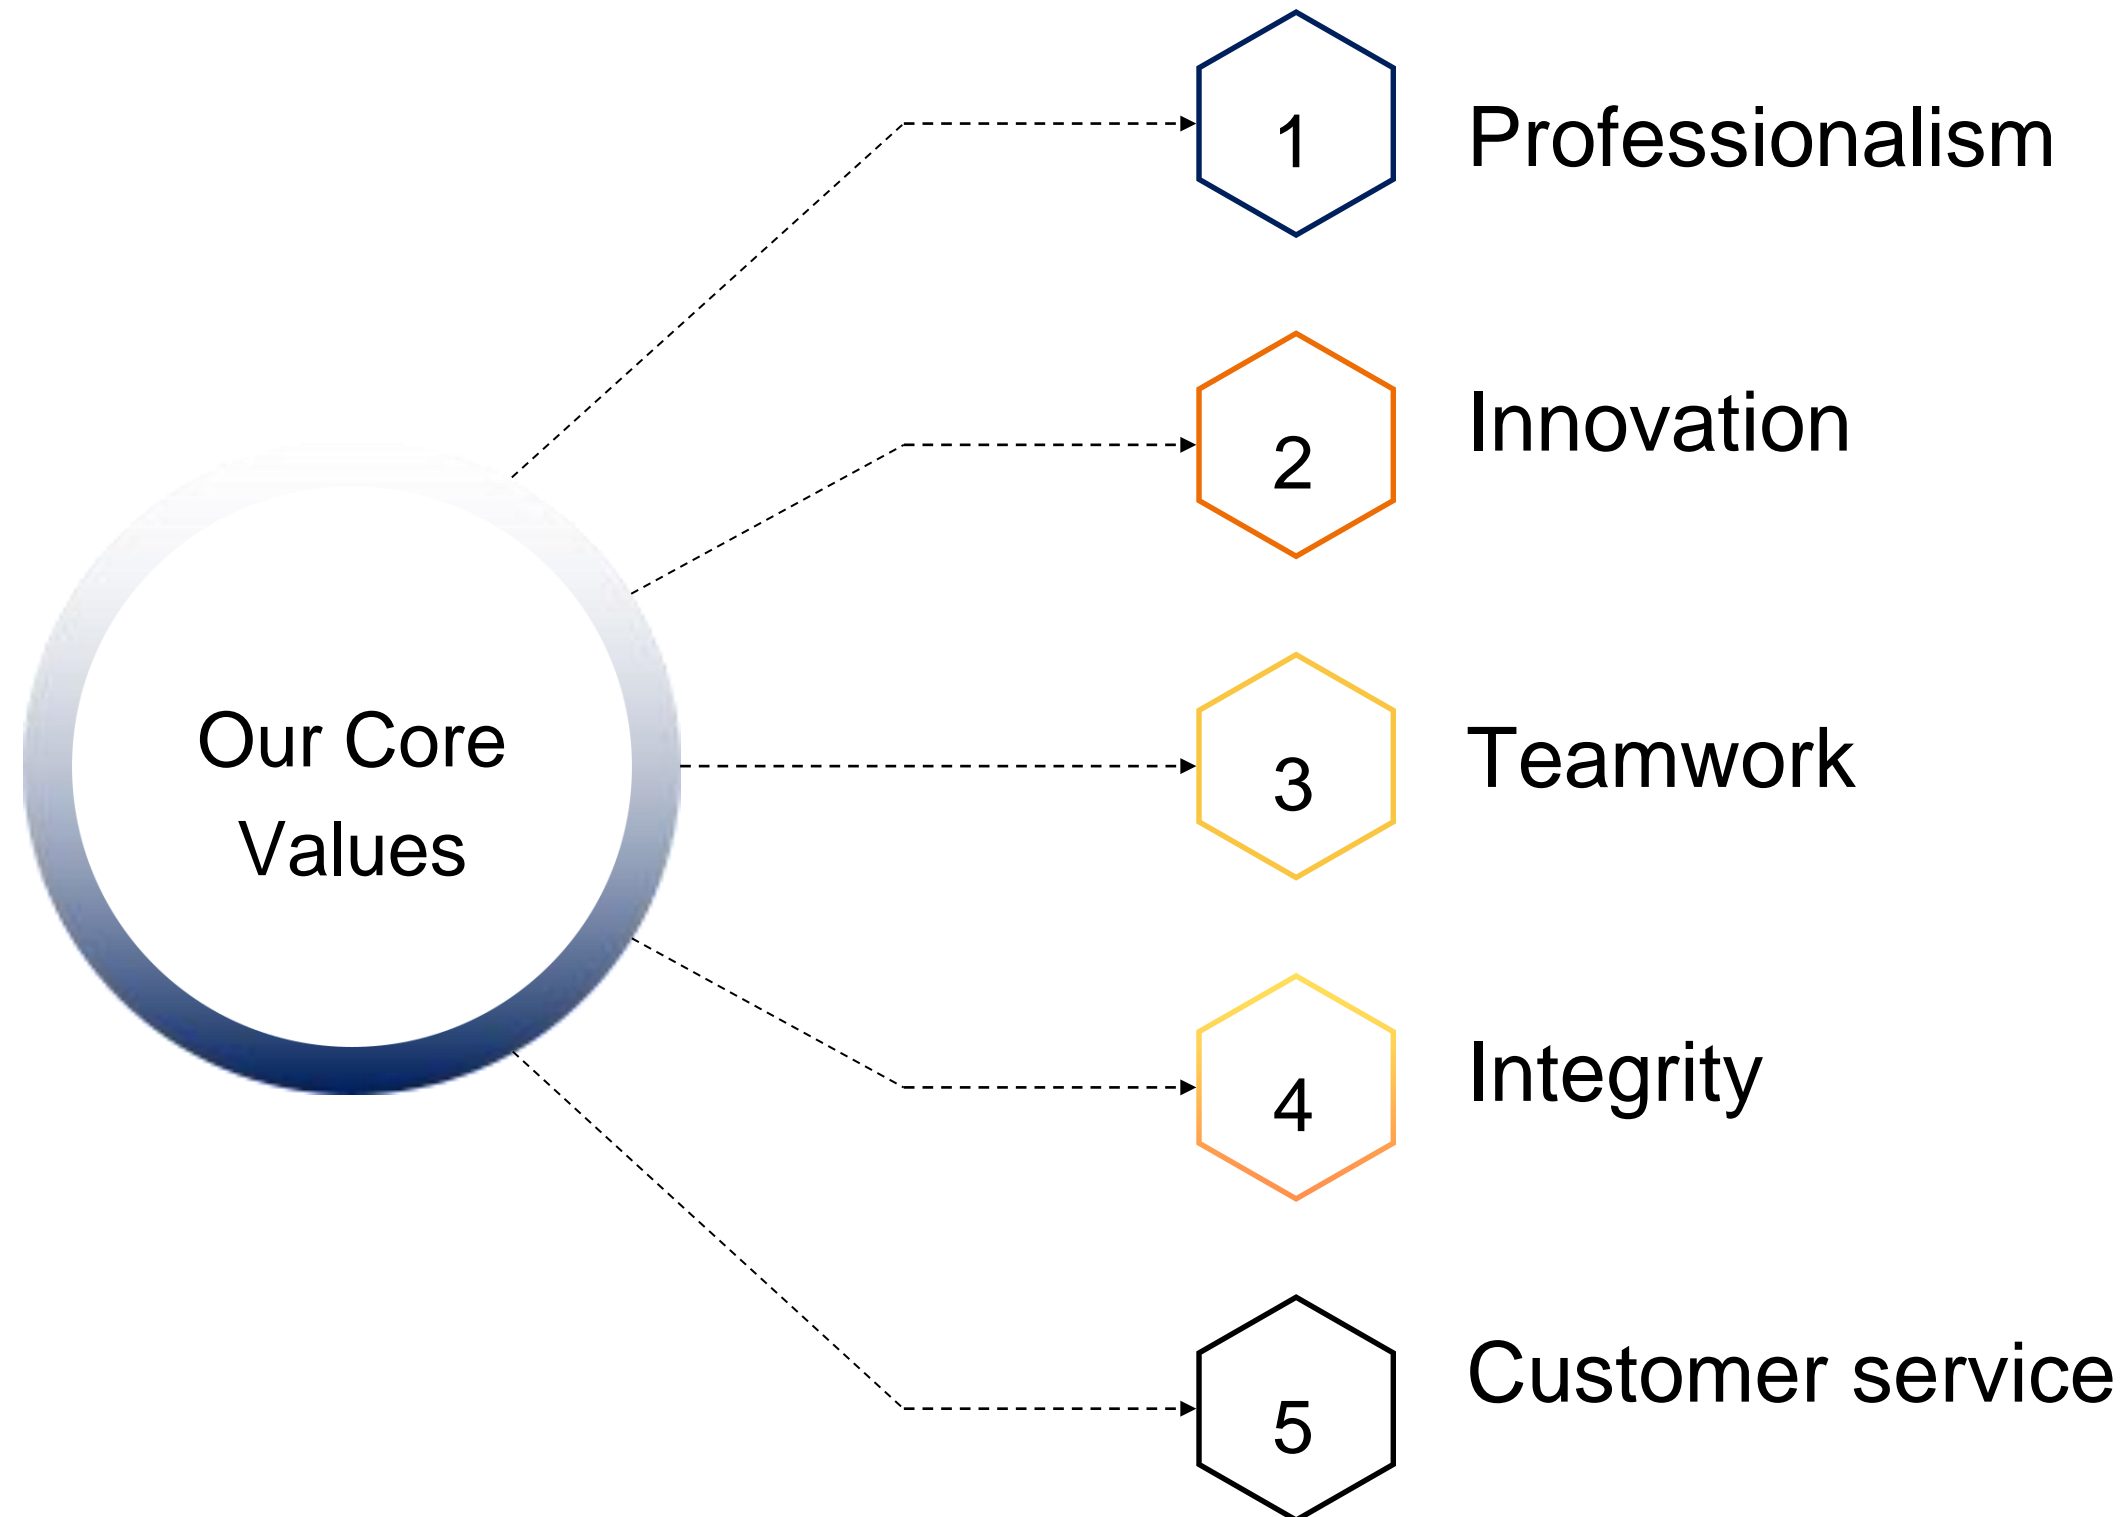 Our Core
Values
1
Professionalism
2
Innovation
3
Teamwork
4
Integrity
5
Customer service